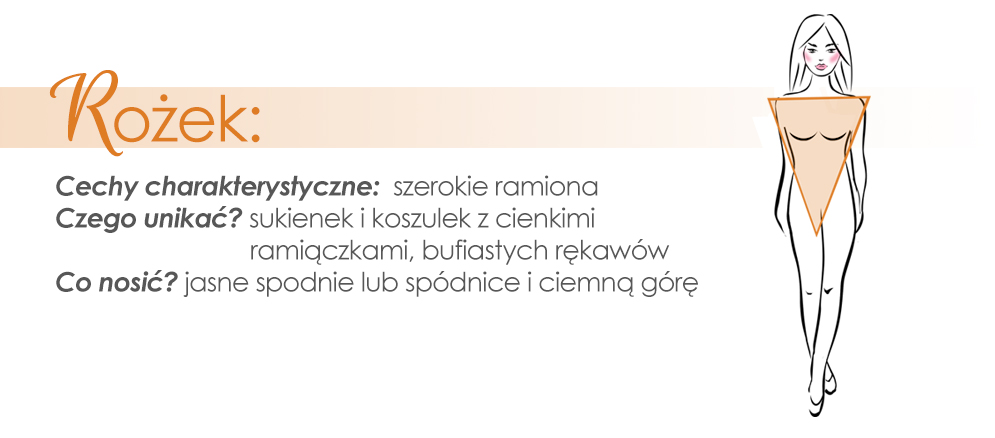 Rożek:
Cechy charakterystyczne: szerokie ramiona
Czego unikać? sukienek i koszulek z cienkimi
ramiączkami, bufiastych rękawów
Co nosić? jasne spodnie lub spódnice i ciemną górę